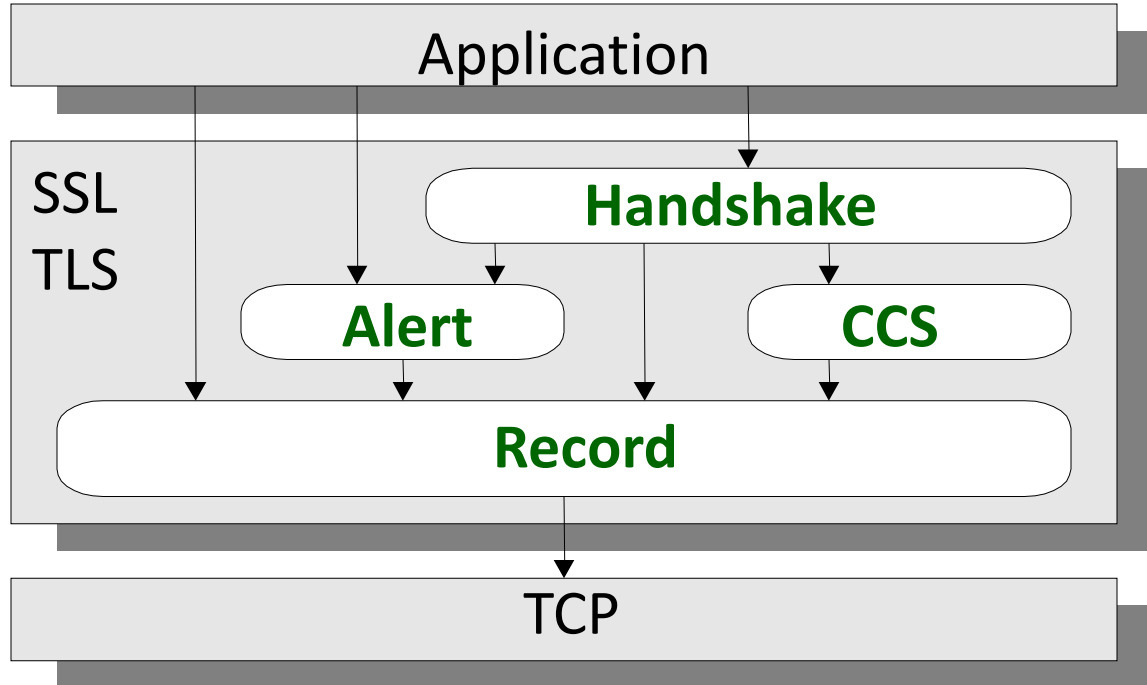 Application
SSL
TLS
Handshake
Alert
CCS
Record
TCP